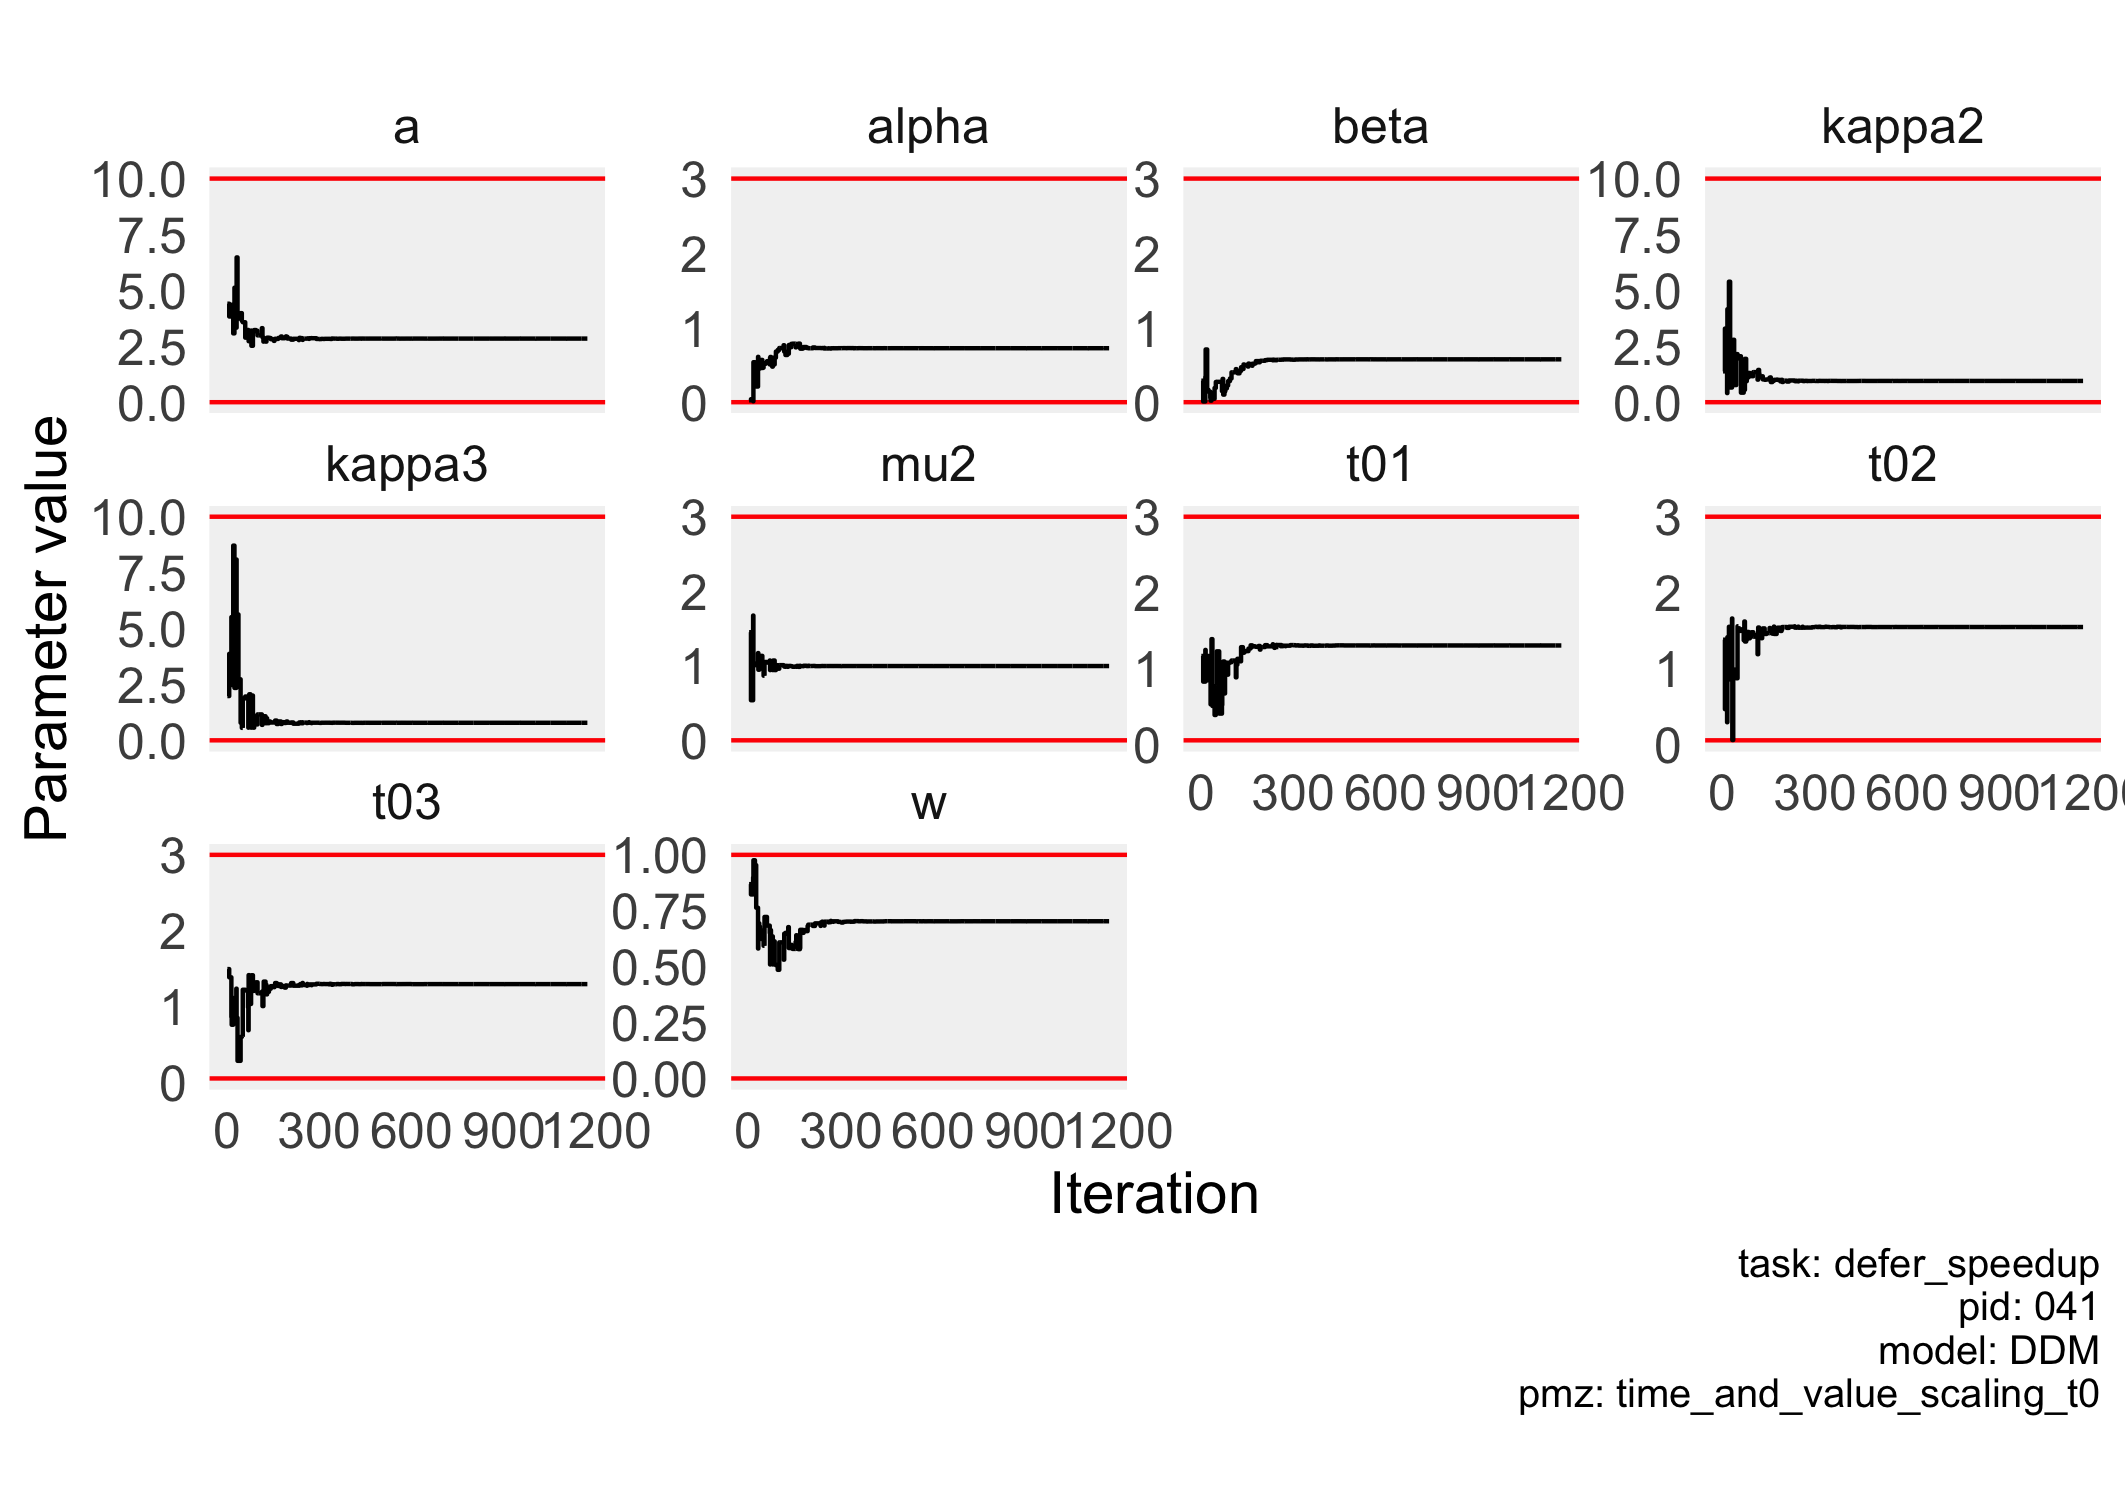 a alpha beta kappa2
10.0 3 3 10.0
7.5 7.5
2 2
5.0 5.0
1 1
2.5 2.5
0.0 0 0 0.0
kappa3 mu2 t01 t02
10.0 3 3 3
7.5
2 2 2
5.0
2.5 1 1 1
0.0 0 0 0
0 300 600 900 1200 0 300 600 900 1200
t03 w
3 1.00
2 0.75
0.50
1 0.25
0 0.00
0 300 600 900 1200 0 300 600 900 1200
Parameter value
Iteration
task: defer_speedup
pid: 041
model: DDM
pmz: time_and_value_scaling_t0